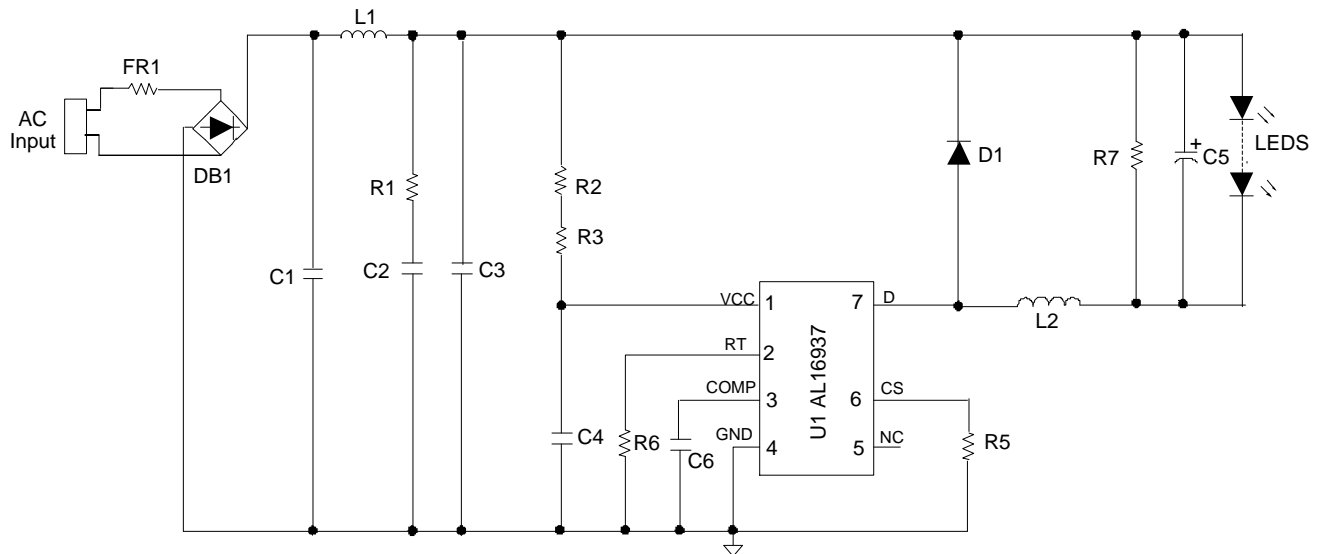 L1
FR1
AC
Input
DB1
R1
C1
C2
C3
R2
R3
C4
D1
R7
C5
+
LEDS
L2
VCC 1
RT 2
COMP 3
GND 4
U1 AL16937
7 D
6 CS
5 NC
R6
C6
R5